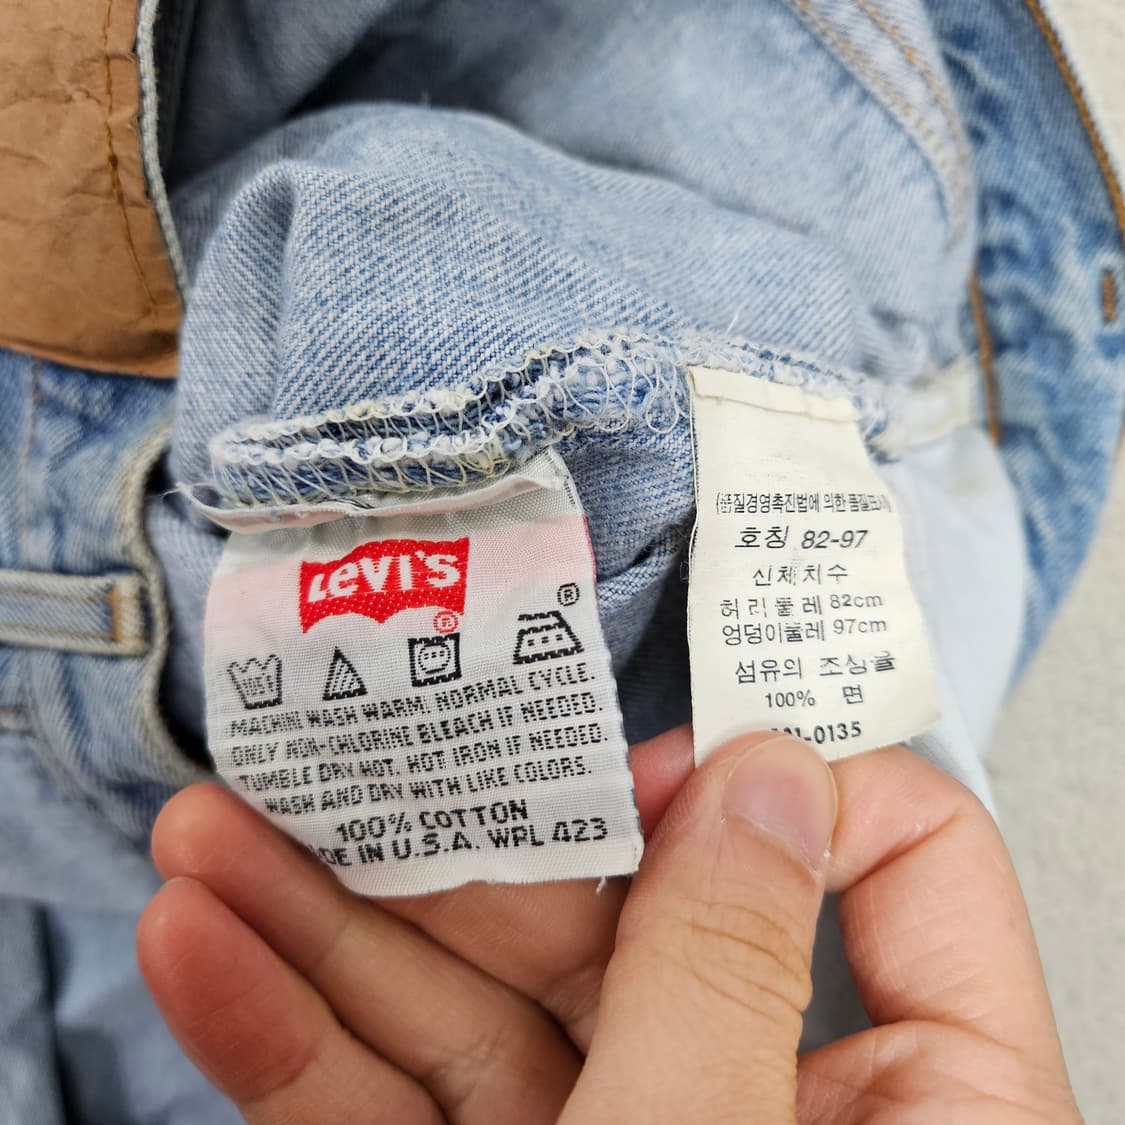 Levi's
®
®
MACHINE WASH WARM. NORMAL CYCLE.
ONLY NON-CHLORINE BLEACH IF NEEDED.
TUMBLE DRY HOT. HOT IRON IF NEEDED.
WASH AND DRY WITH LIKE COLORS.
100% COTTON
IN U.S.A. WPL 423
호칭 82-97
신체치수
허리둘레 82cm
엉덩이둘레 97cm
섬유의 조성율
100% 면
-0135